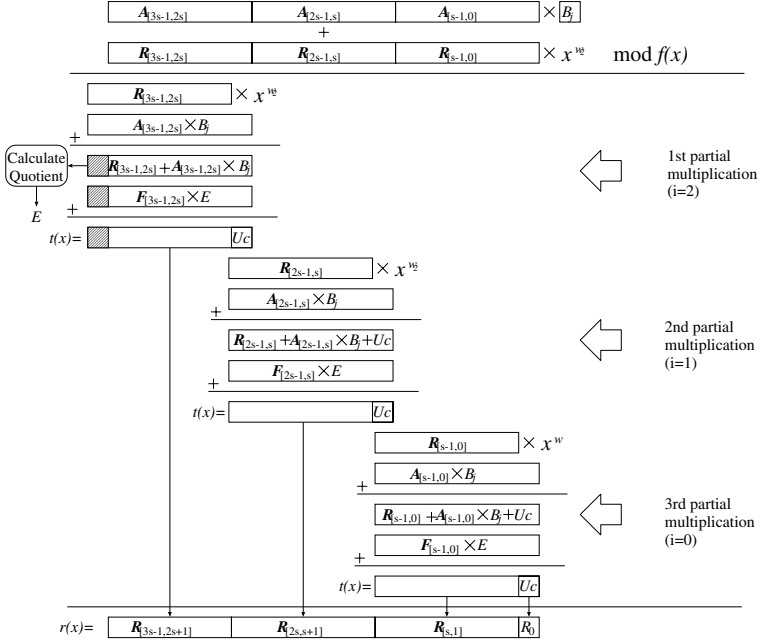 A[3s-1,2s] A[2s-1,s] A[s-1,0] × Bj
+
R[3s-1,2s] R[2s-1,s] R[s-1,0] × x^w2 mod f(x)
R[3s-1,2s] × x^w2
+ A[3s-1,2s] × Bj
Calculate
Quotient
R[3s-1,2s] + A[3s-1,2s] × Bj
E
+ F[3s-1,2s] × E
t(x)= Uc
1st partial
multiplication
(i=2)
R[2s-1,s] × x^w2
+ A[2s-1,s] × Bj
R[2s-1,s] + A[2s-1,s] × Bj + Uc
+ F[2s-1,s] × E
t(x)= Uc
2nd partial
multiplication
(i=1)
R[s-1,0] × x^w
+ A[s-1,0] × Bj
R[s-1,0] + A[s-1,0] × Bj + Uc
+ F[s-1,0] × E
t(x)= Uc
3rd partial
multiplication
(i=0)
r(x)= R[3s-1,2s+1] R[2s,s+1] R[s,1] R0